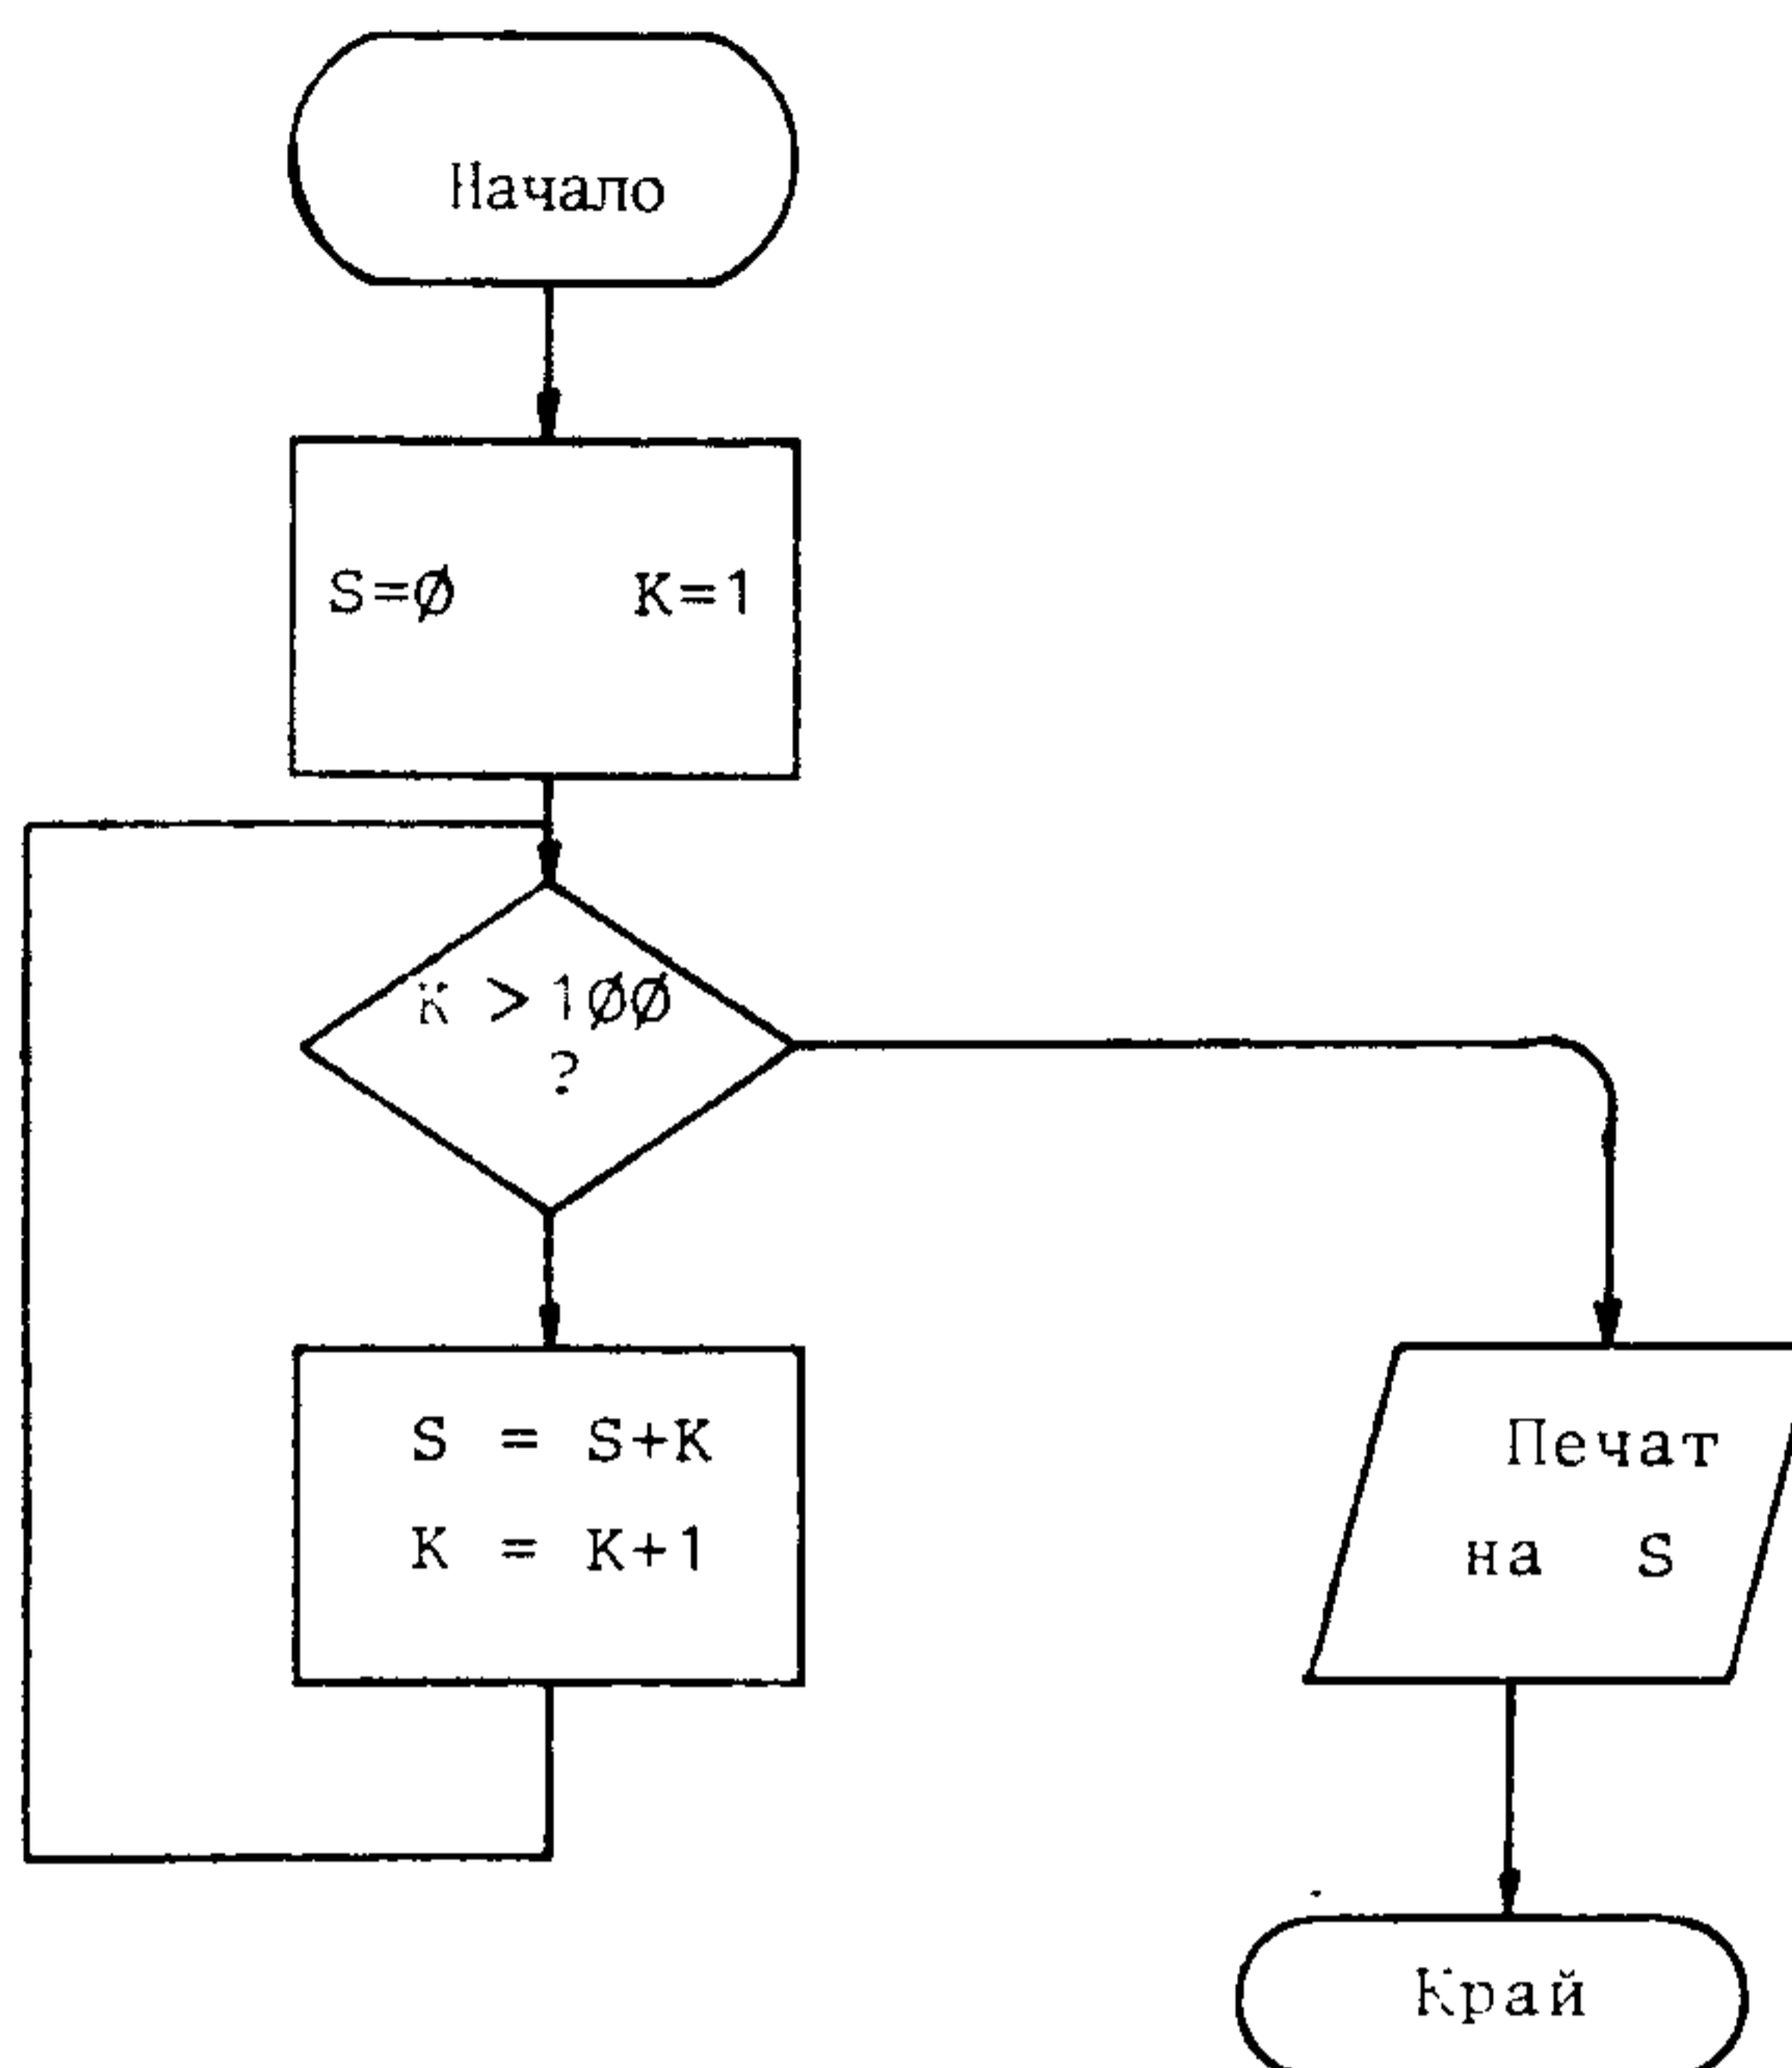 Начало
S=Ø K=1
K >1ØØ
?
S = S+K
K = K+1
Печат
на S
Край